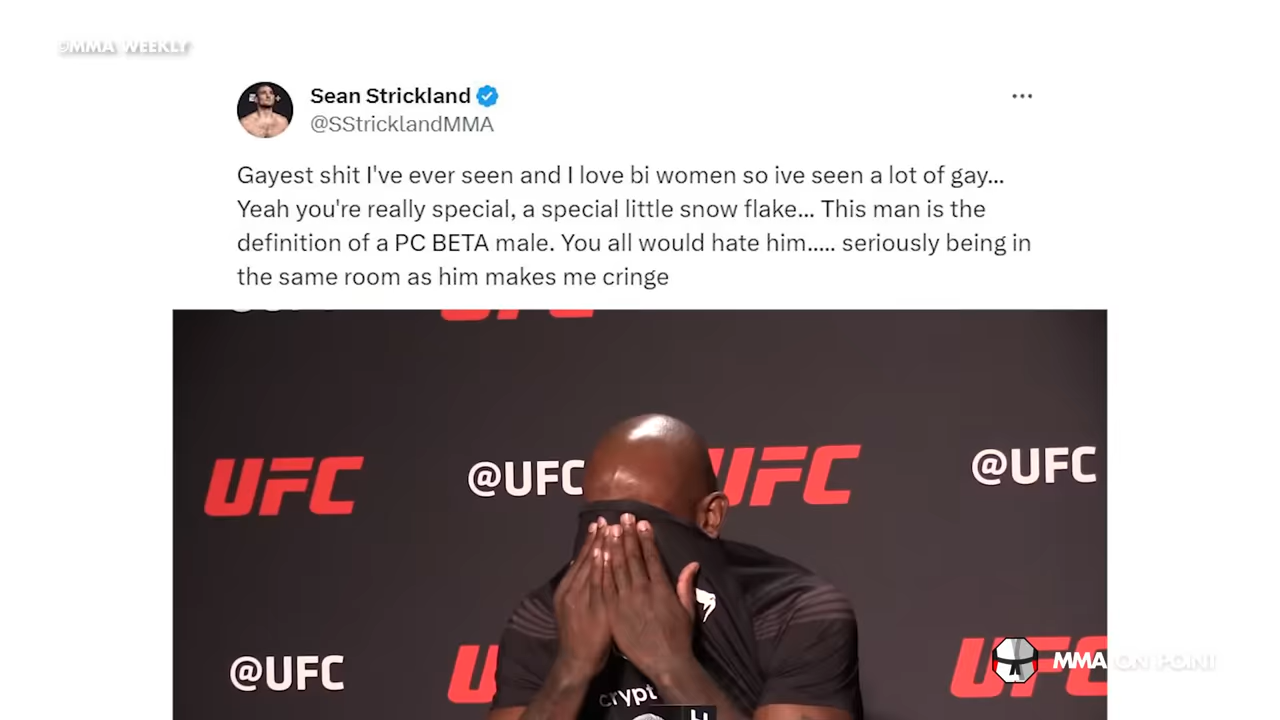 ©MMA WEEKLY
Sean Strickland
@SStricklandMMA
Gayest shit I've ever seen and I love bi women so ive seen a lot of gay...
Yeah you're really special, a special little snow flake... This man is the
definition of a PC BETA male. You all would hate him..... seriously being in
the same room as him makes me cringe
UFC
UFC
@UFC
UFC
@UFC
@UFC
UFC
UFC
MMA ON POINT
crypt